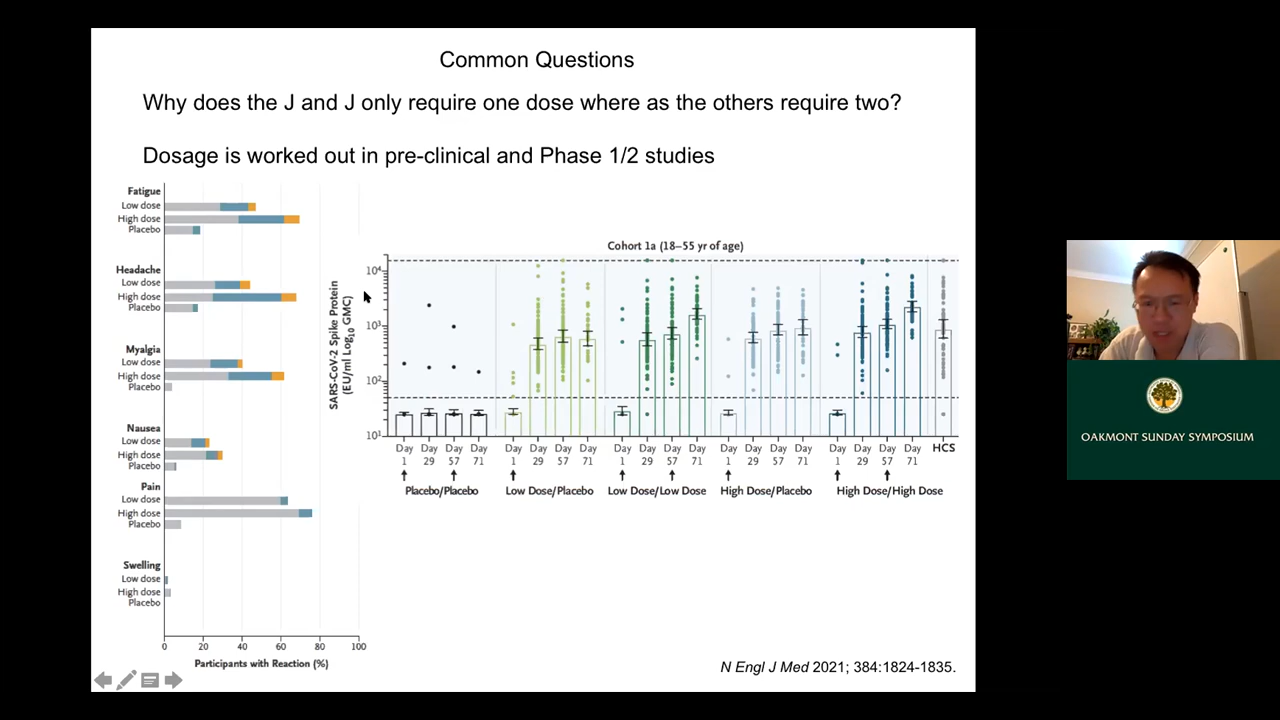 Common Questions
Why does the J and J only require one dose where as the others require two?
Dosage is worked out in pre-clinical and Phase 1/2 studies
Fatigue
Low dose
High dose
Placebo
Headache
Low dose
High dose
Placebo
Myalgia
Low dose
High dose
Placebo
Nausea
Low dose
High dose
Placebo
Pain
Low dose
High dose
Placebo
Swelling
Low dose
High dose
Placebo
0 20 40 60 80 100
Participants with Reaction (%)
Cohort 1a (18–55 yr of age)
SARS-CoV-2 Spike Protein
(EU/ml Log10 GMC)
10⁴
10³
10²
10¹
Day Day Day Day Day Day Day Day Day Day Day Day Day Day Day Day Day Day Day Day HCS
1 29 57 71 1 29 57 71 1 29 57 71 1 29 57 71 1 29 57 71
Placebo/Placebo Low Dose/Placebo Low Dose/Low Dose High Dose/Placebo High Dose/High Dose
N Engl J Med 2021; 384:1824-1835.
OAKMONT SUNDAY SYMPOSIUM